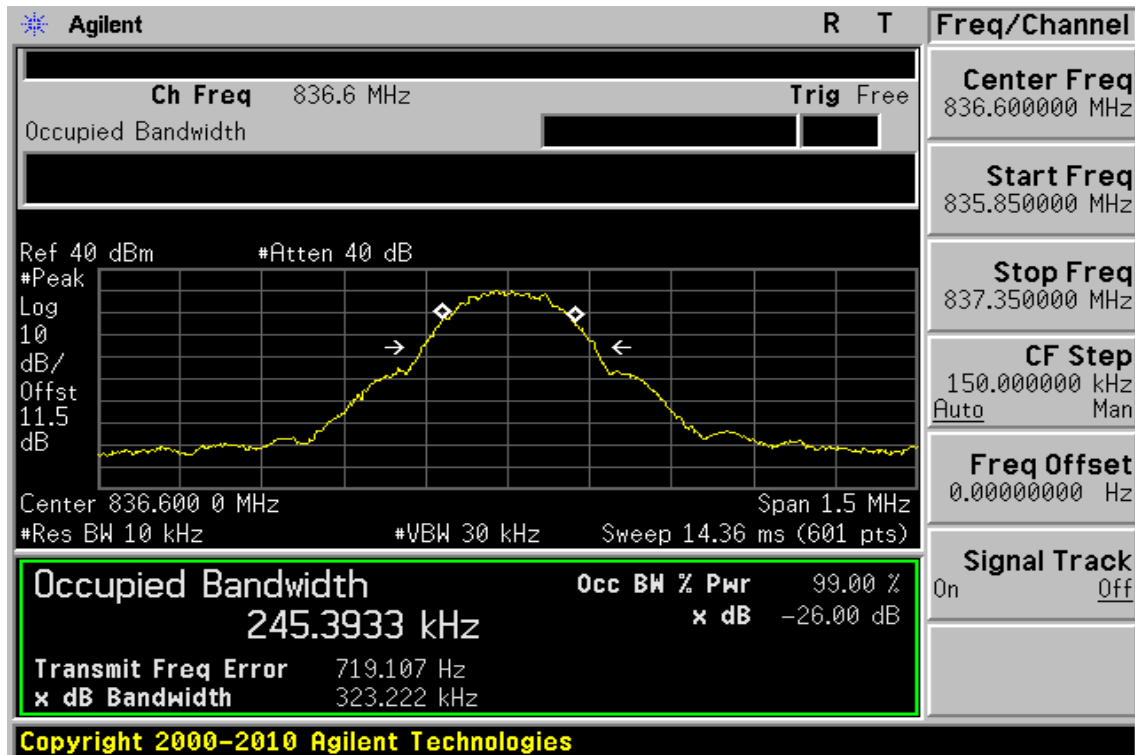 Agilent R T Freq/Channel
Ch Freq 836.6 MHz Trig Free
Occupied Bandwidth
Center Freq
836.600000 MHz
Start Freq
835.850000 MHz
Stop Freq
837.350000 MHz
CF Step
150.000000 kHz
Auto Man
Freq Offset
0.00000000 Hz
Signal Track
On Off
Ref 40 dBm #Atten 40 dB
#Peak
Log
10
dB/
Offst
11.5
dB
Center 836.600 0 MHz Span 1.5 MHz
#Res BW 10 kHz #VBW 30 kHz Sweep 14.36 ms (601 pts)
Occupied Bandwidth Occ BW % Pwr 99.00 %
245.3933 kHz x dB -26.00 dB
Transmit Freq Error 719.107 Hz
x dB Bandwidth 323.222 kHz
Copyright 2000-2010 Agilent Technologies